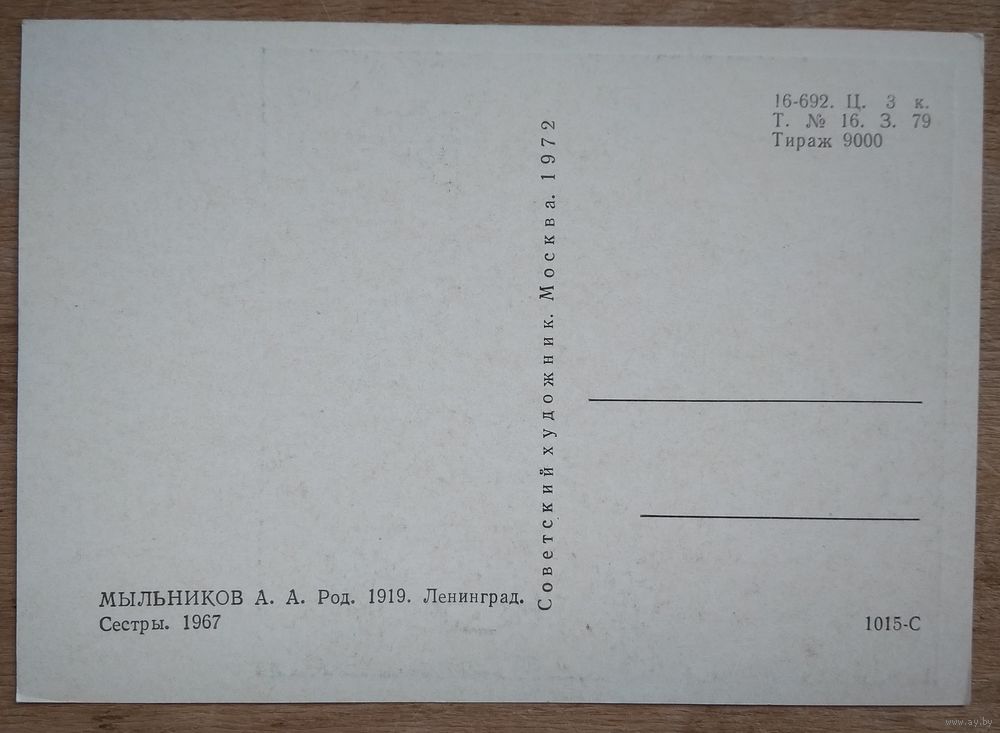 16-692. Ц. 3 к.
Т. № 16. З. 79
Тираж 9000
Советский художник. Москва. 1972
МЫЛЬНИКОВ А. А. Род. 1919. Ленинград.
Сестры. 1967
1015-С
www.ay.by